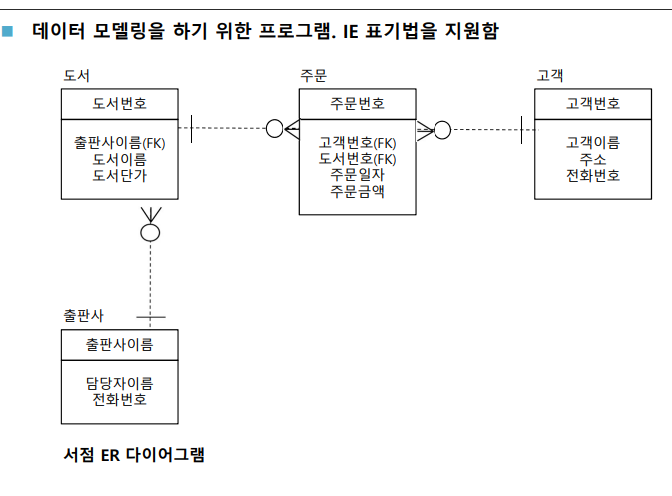 데이터 모델링을 하기 위한 프로그램. IE 표기법을 지원함
도서
도서번호
출판사이름(FK)
도서이름
도서단가
주문
주문번호
고객번호(FK)
도서번호(FK)
주문일자
주문금액
고객
고객번호
고객이름
주소
전화번호
출판사
출판사이름
담당자이름
전화번호
서점 ER 다이어그램